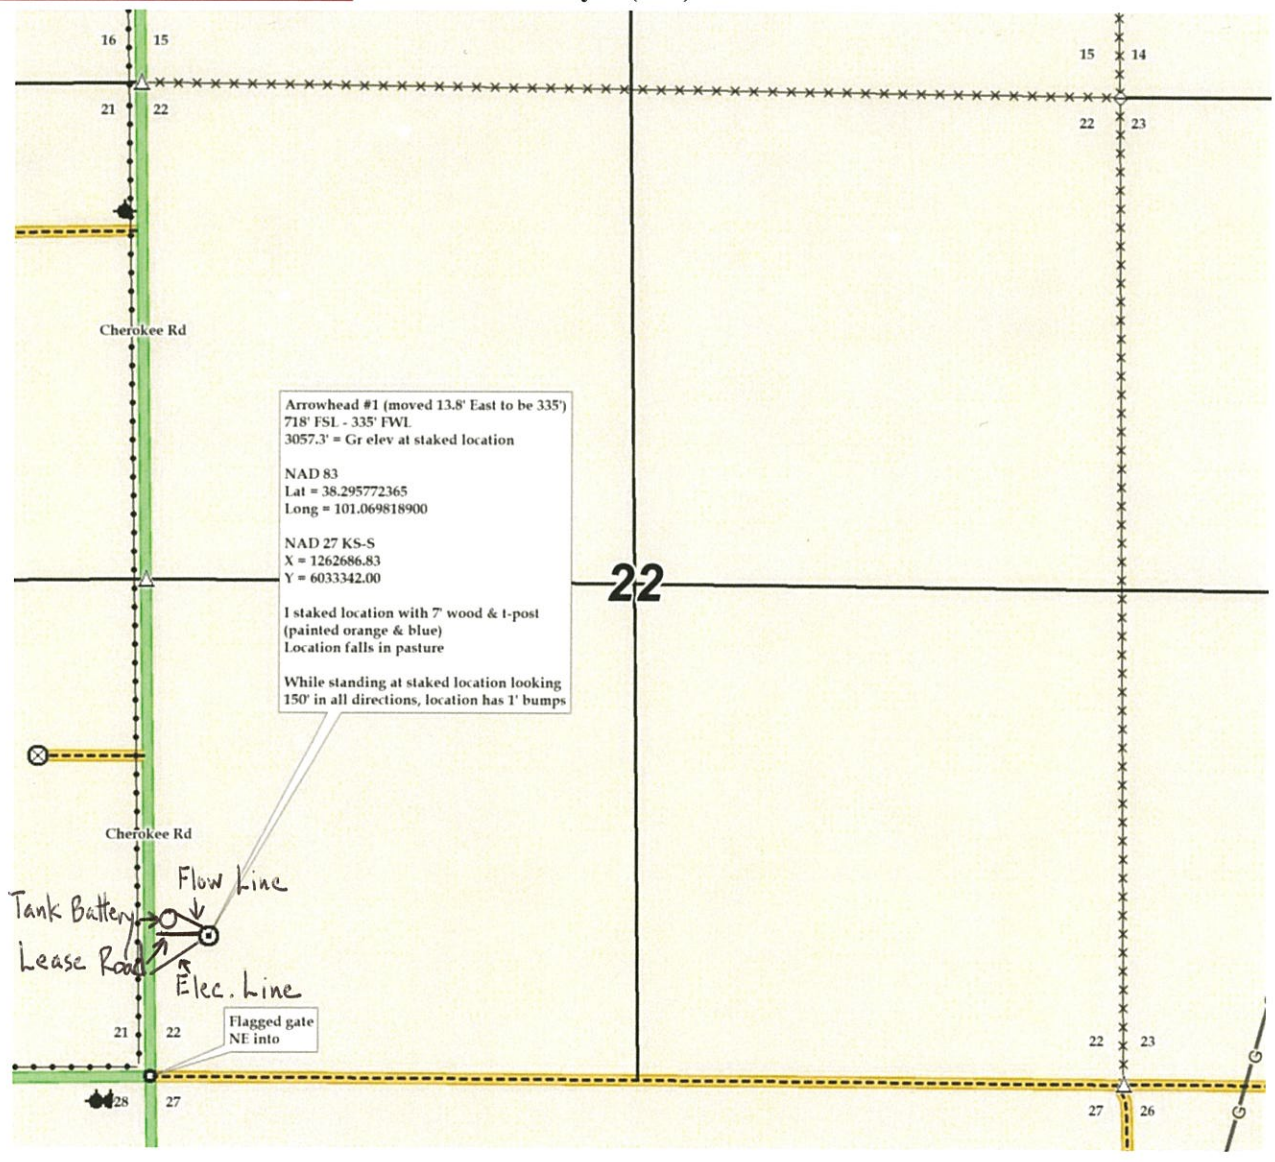 16 15
15 14
21 22
22 23
Cherokee Rd
Arrowhead #1 (moved 13.8' East to be 335')
718' FSL - 335' FWL
3057.3' = Gr elev at staked location
NAD 83
Lat = 38.295772365
Long = 101.069818900
NAD 27 KS-S
X = 1262686.83
Y = 6033342.00
I staked location with 7' wood & t-post
(painted orange & blue)
Location falls in pasture
While standing at staked location looking
150' in all directions, location has 1' bumps
22
Cherokee Rd
Flow Line
Tank Battery
Lease Road
Elec. Line
Flagged gate
NE into
21 22
22 23
28 27
27 26
G
G